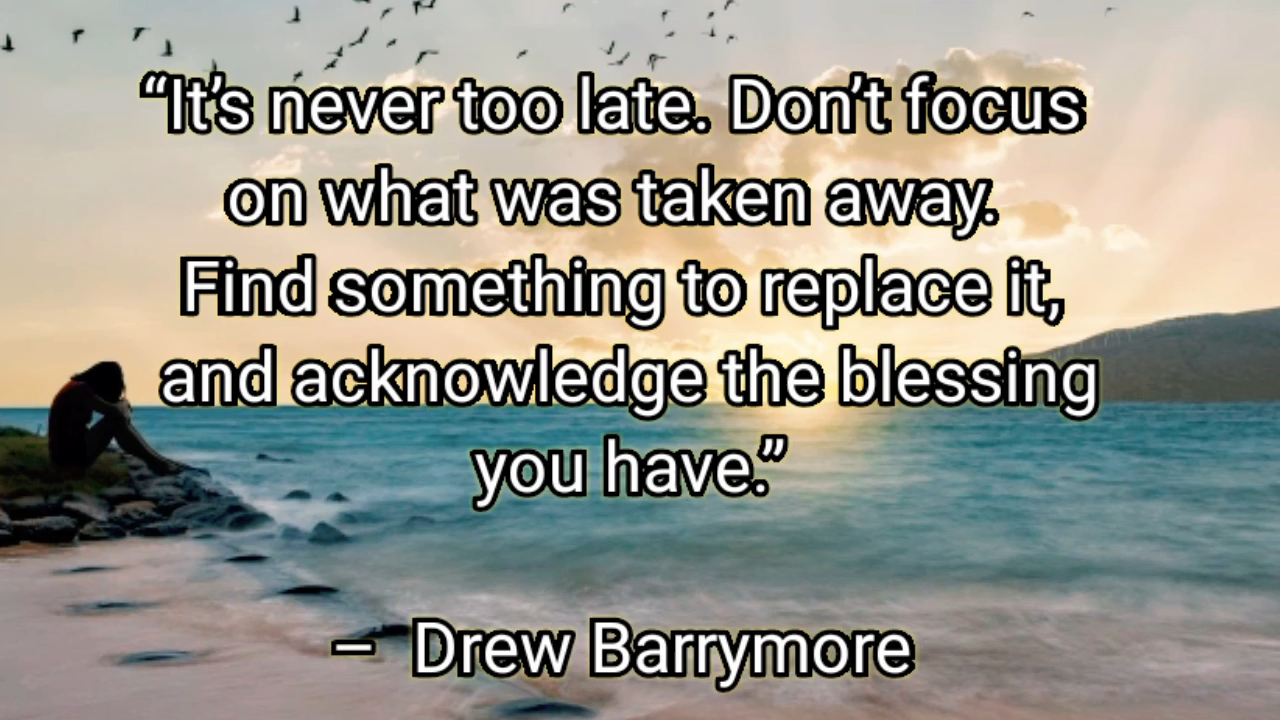 “It’s never too late. Don’t focus
on what was taken away.
Find something to replace it,
and acknowledge the blessing
you have.”
– Drew Barrymore